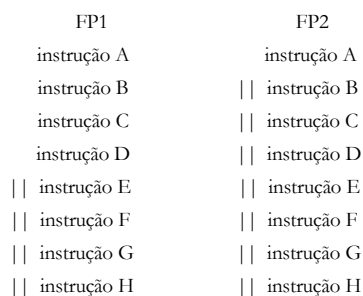 FP1 FP2
instrução A instrução A
instrução B || instrução B
instrução C || instrução C
instrução D || instrução D
|| instrução E || instrução E
|| instrução F || instrução F
|| instrução G || instrução G
|| instrução H || instrução H